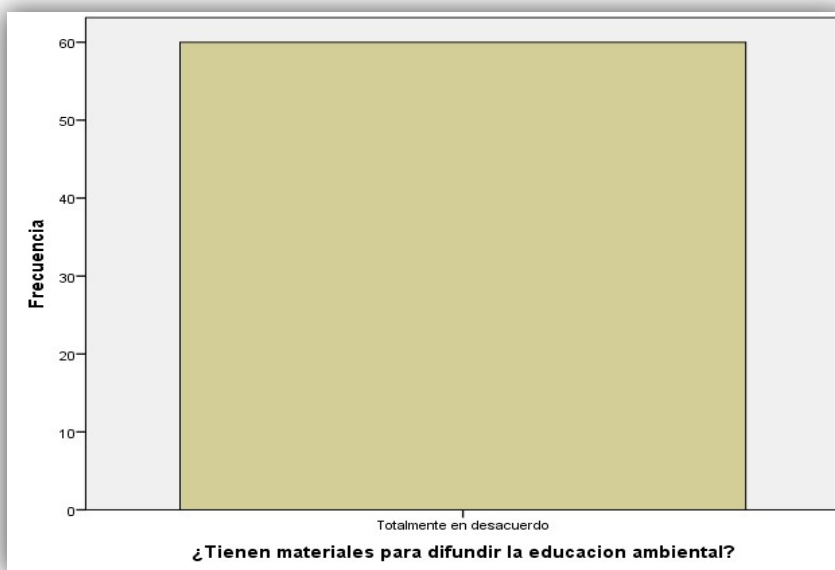 60
50
40
30
20
10
0
Frecuencia
Totalmente en desacuerdo
¿Tienen materiales para difundir la educacion ambiental?